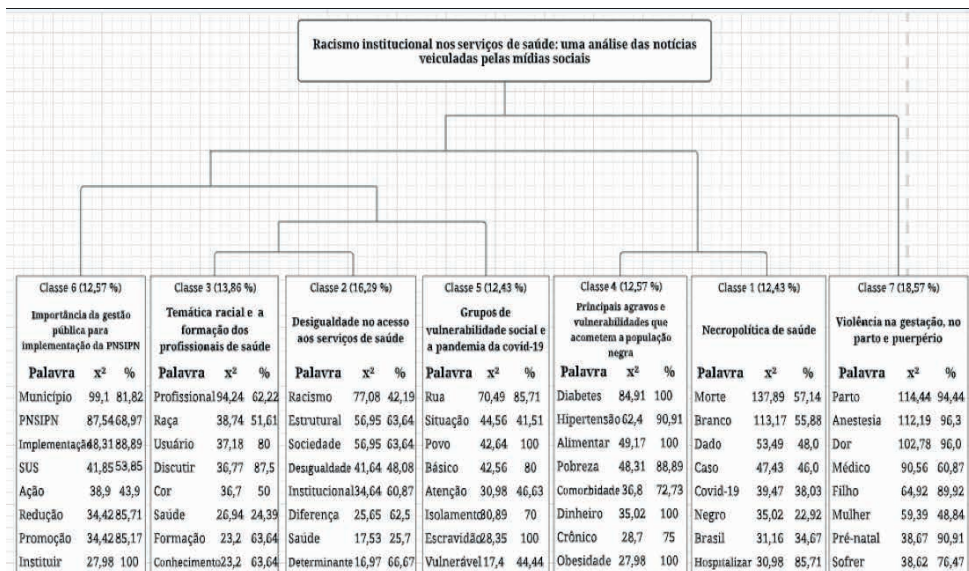 Racismo institucional nos serviços de saúde: uma análise das notícias
veiculadas pelas mídias sociais
Classe 6 (12,57 %)
Importância da gestão
pública para
implementação da PNSIPN
Palavra x² %
Município 99,1 81,82
PNSIPN 87,54 68,97
Implementação 48,31 88,89
SUS 41,85 53,85
Ação 38,9 43,9
Redução 34,42 85,71
Promoção 34,42 85,17
Instituir 27,98 100
Classe 3 (13,86 %)
Temática racial e a
formação dos
profissionais de saúde
Palavra x² %
Profissional 94,24 62,22
Raça 38,74 51,61
Usuário 37,18 80
Discutir 36,77 87,5
Cor 36,7 50
Saúde 26,94 24,39
Formação 23,2 63,64
Conhecimento 23,2 63,64
Classe 2 (16,29 %)
Desigualdade no acesso
aos serviços de saúde
Palavra x² %
Racismo 77,08 42,19
Estrutural 56,95 63,64
Sociedade 56,95 63,64
Desigualdade 41,64 48,08
Institucional 34,64 60,87
Diferença 25,65 62,5
Saúde 17,53 25,7
Determinante 16,97 66,67
Classe 5 (12,43 %)
Grupos de
vulnerabilidade social e
a pandemia da covid-19
Palavra x² %
Rua 70,49 85,71
Situação 44,56 41,51
Povo 42,64 100
Básico 42,56 80
Atenção 30,98 46,63
Isolamento 30,89 70
Escravidão 28,35 100
Vulnerável 17,4 44,44
Classe 4 (12,57 %)
Principais agravos e
vulnerabilidades que
acometem a população
negra
Palavra x² %
Diabetes 84,91 100
Hipertensão 62,4 90,91
Alimentar 49,17 100
Pobreza 48,31 88,89
Comorbidade 36,8 72,73
Dinheiro 35,02 100
Crônico 28,7 75
Obesidade 27,98 100
Classe 1 (12,43 %)
Necropolítica de saúde
Palavra x² %
Morte 137,89 57,14
Branco 113,17 55,88
Dado 53,49 48,0
Caso 47,43 46,0
Covid-19 39,47 38,03
Negro 35,02 22,92
Brasil 31,16 34,67
Hospitalizar 30,98 85,71
Classe 7 (18,57 %)
Violência na gestação, no
parto e puerpério
Palavra x² %
Parto 114,44 94,44
Anestesia 112,19 96,3
Dor 102,78 96,0
Médico 90,56 60,87
Filho 64,92 89,92
Mulher 59,39 48,84
Pré-natal 38,67 90,91
Sofrer 38,62 76,47